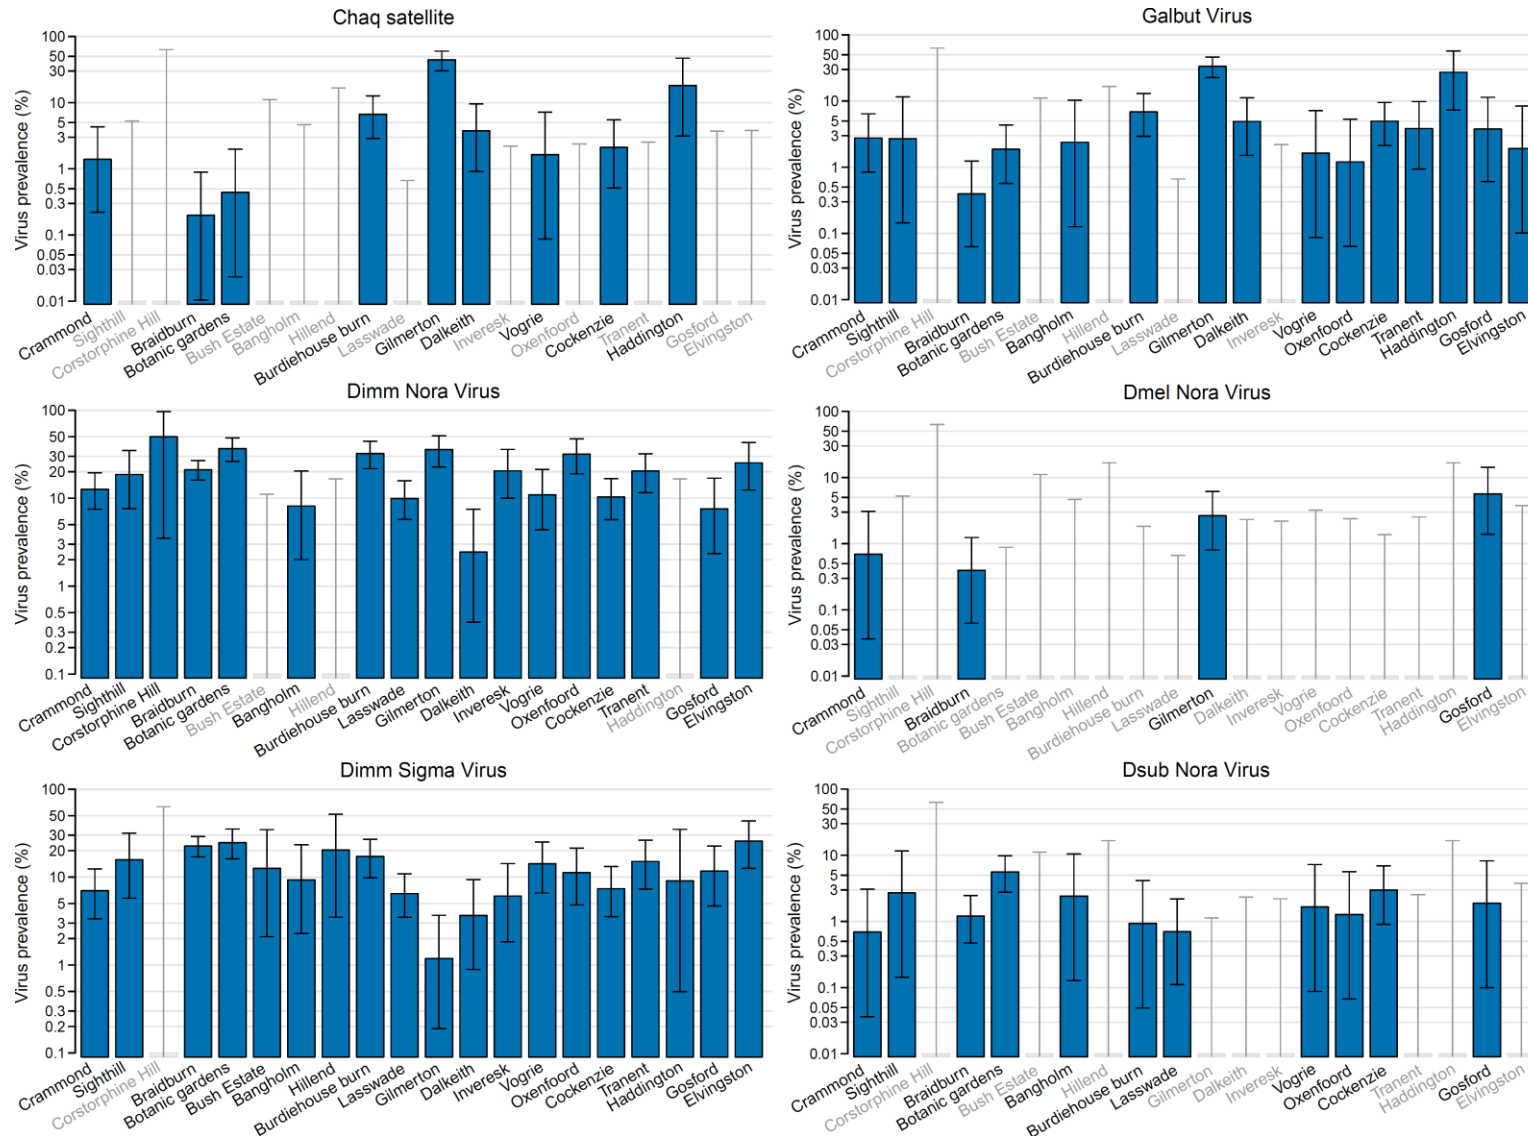 Chaq satellite
Virus prevalence (%)
100
50
30
10
5
3
1
0.5
0.3
0.1
0.05
0.03
0.01
Crammond
Sighthill
Corstorphine Hill
Braidburn
Botanic gardens
Bush Estate
Bangholm
Hillend
Burdiehouse burn
Lasswade
Gilmerton
Dalkeith
Inveresk
Vogrie
Oxenfoord
Cockenzie
Tranent
Haddington
Gosford
Elvingston
Galbut Virus
Virus prevalence (%)
100
50
30
10
5
3
1
0.5
0.3
0.1
0.05
0.03
0.01
Crammond
Sighthill
Corstorphine Hill
Braidburn
Botanic gardens
Bush Estate
Bangholm
Hillend
Burdiehouse burn
Lasswade
Gilmerton
Dalkeith
Inveresk
Vogrie
Oxenfoord
Cockenzie
Tranent
Haddington
Gosford
Elvingston
Dimm Nora Virus
Virus prevalence (%)
100
50
30
20
10
5
3
2
1
0.5
0.3
0.2
0.1
Crammond
Sighthill
Corstorphine Hill
Braidburn
Botanic gardens
Bush Estate
Bangholm
Hillend
Burdiehouse burn
Lasswade
Gilmerton
Dalkeith
Inveresk
Vogrie
Oxenfoord
Cockenzie
Tranent
Haddington
Gosford
Elvingston
Dmel Nora Virus
Virus prevalence (%)
100
50
30
10
5
3
1
0.5
0.3
0.1
0.05
0.03
0.01
Crammond
Sighthill
Corstorphine Hill
Braidburn
Botanic gardens
Bush Estate
Bangholm
Hillend
Burdiehouse burn
Lasswade
Gilmerton
Dalkeith
Inveresk
Vogrie
Oxenfoord
Cockenzie
Tranent
Haddington
Gosford
Elvingston
Dimm Sigma Virus
Virus prevalence (%)
100
50
30
20
10
5
3
2
1
0.5
0.3
0.2
0.1
Crammond
Sighthill
Corstorphine Hill
Braidburn
Botanic gardens
Bush Estate
Bangholm
Hillend
Burdiehouse burn
Lasswade
Gilmerton
Dalkeith
Inveresk
Vogrie
Oxenfoord
Cockenzie
Tranent
Haddington
Gosford
Elvingston
Dsub Nora Virus
Virus prevalence (%)
100
50
30
10
5
3
1
0.5
0.3
0.1
0.05
0.03
0.01
Crammond
Sighthill
Corstorphine Hill
Braidburn
Botanic gardens
Bush Estate
Bangholm
Hillend
Burdiehouse burn
Lasswade
Gilmerton
Dalkeith
Inveresk
Vogrie
Oxenfoord
Cockenzie
Tranent
Haddington
Gosford
Elvingston